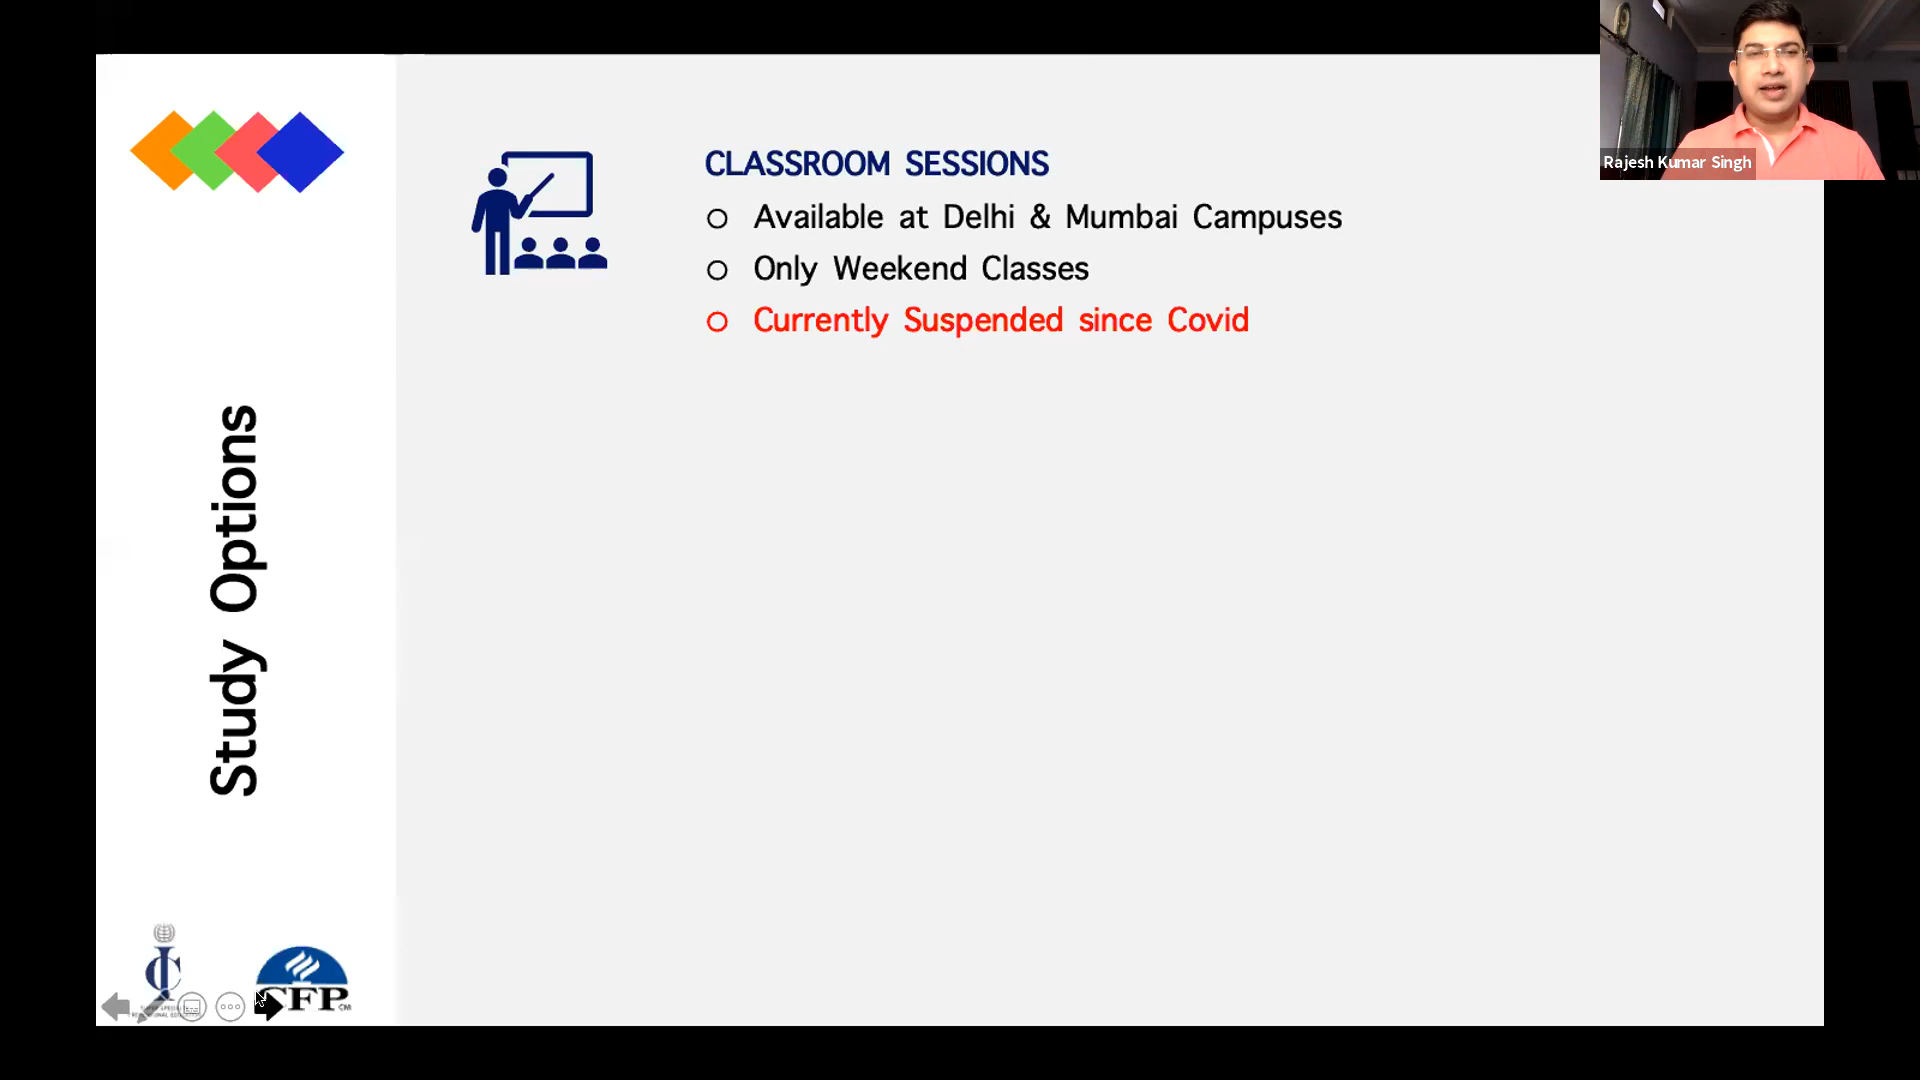 CLASSROOM SESSIONS
Available at Delhi & Mumbai Campuses
Only Weekend Classes
Currently Suspended since Covid
Study Options
Rajesh Kumar Singh
CFP